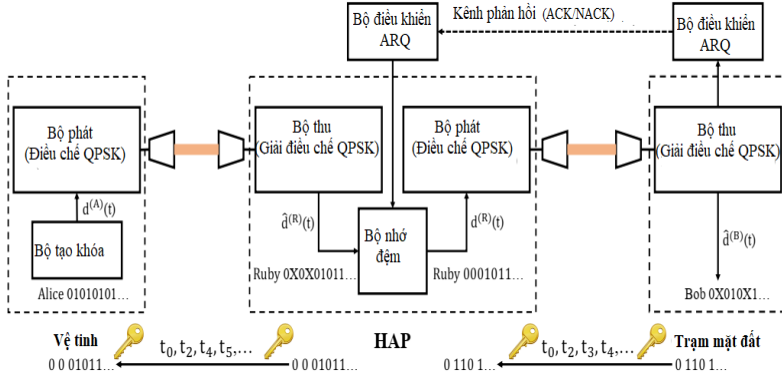 Bộ điều khiển
ARQ
Kênh phản hồi (ACK/NACK)
Bộ điều khiển
ARQ
Bộ phát
(Điều chế QPSK)
Bộ thu
(Giải điều chế QPSK)
Bộ phát
(Điều chế QPSK)
Bộ thu
(Giải điều chế QPSK)
d⁽ᴬ⁾(t)
Bộ tạo khóa
Alice 01010101...
d̂⁽ᴿ⁾(t)
Bộ nhớ
đệm
d⁽ᴿ⁾(t)
Ruby 0X0X01011...
Ruby 0001011...
d̂⁽ᴮ⁾(t)
Bob 0X010X1...
Vệ tinh
t₀, t₂, t₄, t₅,...
HAP
t₀, t₂, t₃, t₄,...
Trạm mặt đất
0 0 01011...
0 0 01011...
0 110 1...
0 110 1...